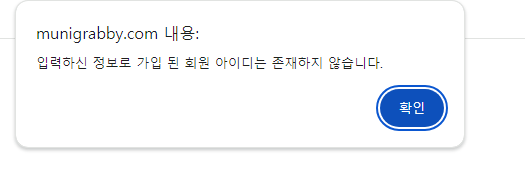 munigrabby.com 내용:
입력하신 정보로 가입 된 회원 아이디는 존재하지 않습니다.
확인